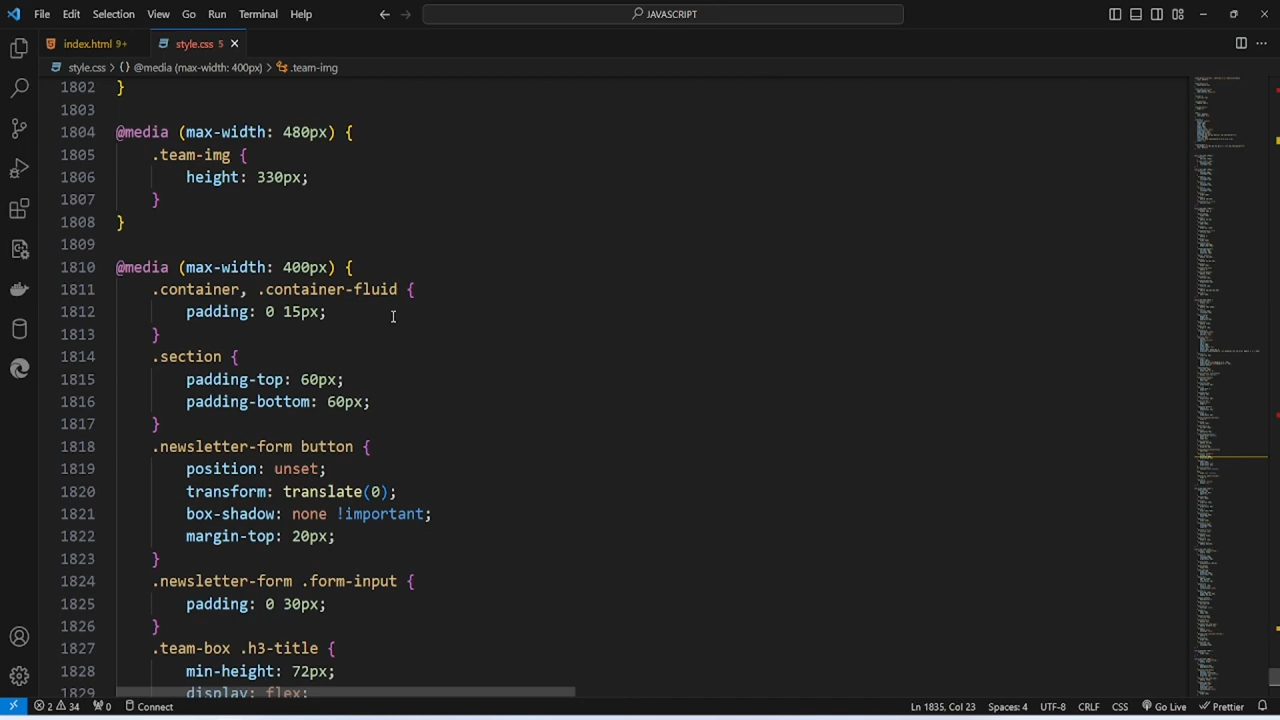 File Edit Selection View Go Run Terminal Help JAVASCRIPT
index.html 9+ style.css 5
style.css > {} @media (max-width: 400px) > .team-img
1802 }
1803
1804 @media (max-width: 480px) {
1805 .team-img {
1806 height: 330px;
1807 }
1808 }
1809
1810 @media (max-width: 400px) {
1811 .container, .container-fluid {
1812 padding: 0 15px;
1813 }
1814 .section {
1815 padding-top: 60px;
1816 padding-bottom: 60px;
1817 }
1818 .newsletter-form button {
1819 position: unset;
1820 transform: translate(0);
1821 box-shadow: none !important;
1822 margin-top: 20px;
1823 }
1824 .newsletter-form .form-input {
1825 padding: 0 30px;
1826 }
1827 .team-box .h3-title {
1828 min-height: 72px;
1829 display: flex;
2 34 0 Connect Ln 1835, Col 23 Spaces: 4 UTF-8 CRLF CSS Go Live Prettier